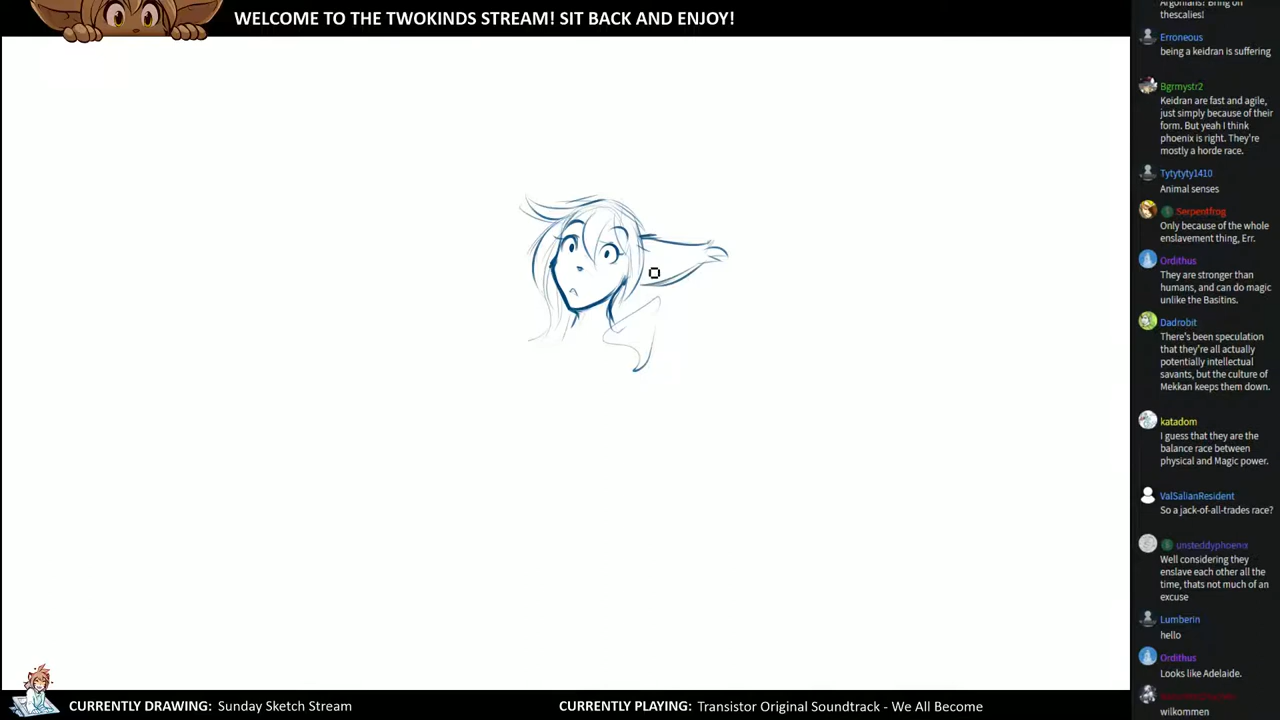 WELCOME TO THE TWOKINDS STREAM! SIT BACK AND ENJOY!
Argonians! Bring on
thescalies!
Erroneous
being a keidran is suffering
Bgrmystr2
Keidran are fast and agile,
just simply because of their
form. But yeah I think
phoenix is right. They're
mostly a horde race.
Tytytyty1410
Animal senses
Serpentfrog
Only because of the whole
enslavement thing, Err.
Ordithus
They are stronger than
humans, and can do magic
unlike the Basitins.
Dadrobit
There's been speculation
that they're all actually
potentially intellectual
savants, but the culture of
Mekkan keeps them down.
katadom
I guess that they are the
balance race between
physical and Magic power.
ValSalianResident
So a jack-of-all-trades race?
unsteddyphoenix
Well considering they
enslave each other all the
time, thats not much of an
excuse
Lumberin
hello
Ordithus
Looks like Adelaide.
wilkommen
CURRENTLY DRAWING: Sunday Sketch Stream
CURRENTLY PLAYING: Transistor Original Soundtrack - We All Become